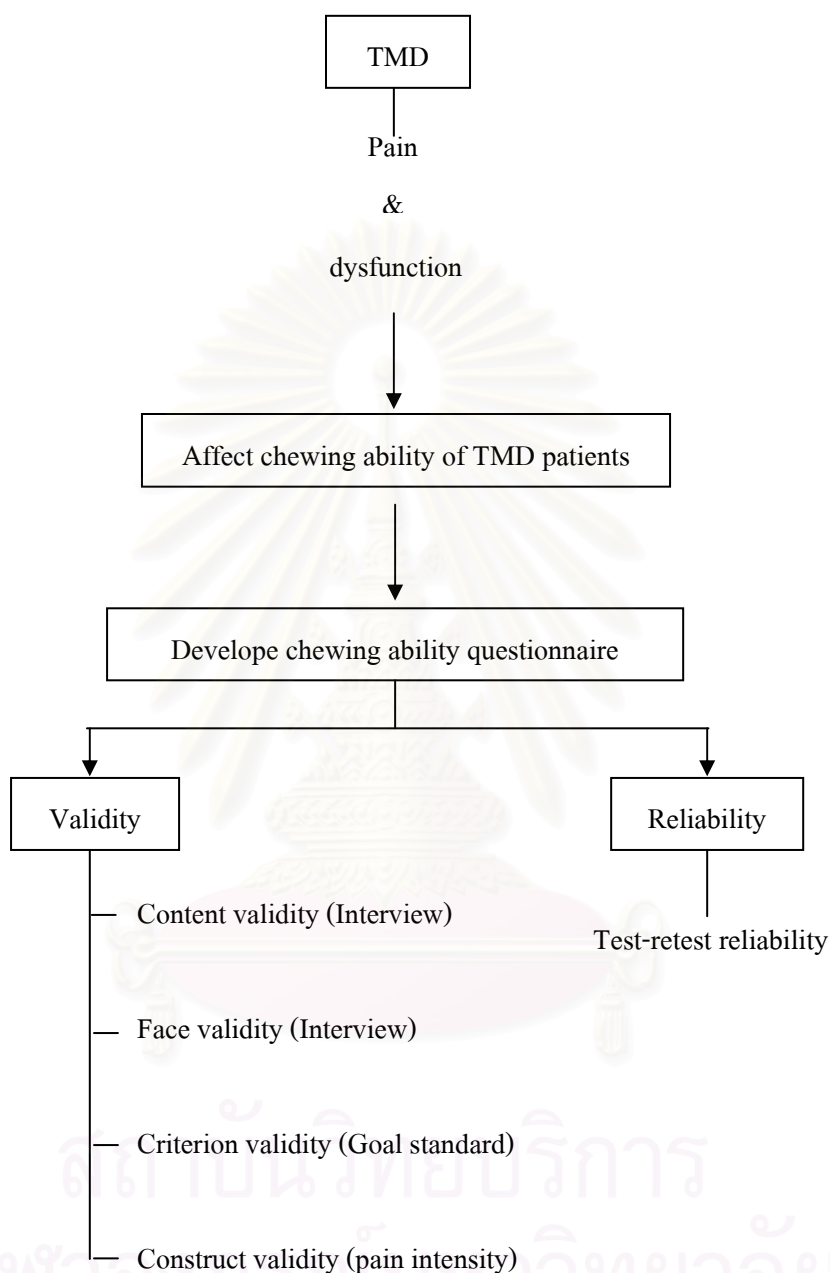 TMD
Pain
&
dysfunction
Affect chewing ability of TMD patients
Develope chewing ability questionnaire
Validity
Reliability
Content validity (Interview)
Test-retest reliability
Face validity (Interview)
Criterion validity (Goal standard)
สถาบันวิทยบริการ
Construct validity (pain intensity)